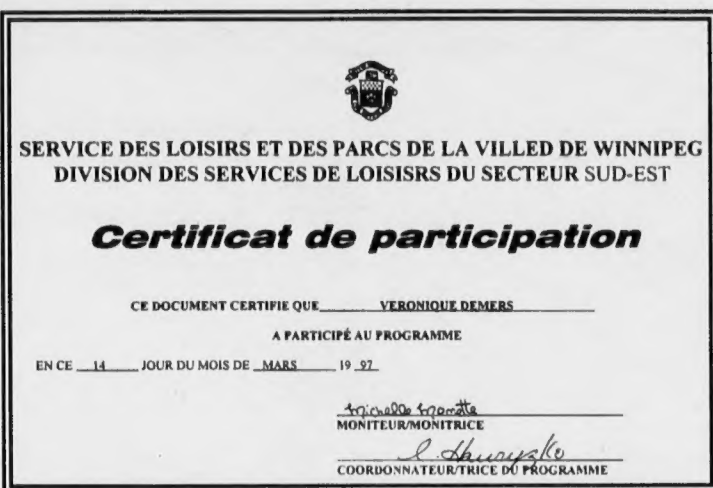 SERVICE DES LOISIRS ET DES PARCS DE LA VILLED DE WINNIPEG
DIVISION DES SERVICES DE LOISISRS DU SECTEUR SUD-EST
Certificat de participation
CE DOCUMENT CERTIFIE QUE VERONIQUE DEMERS
A PARTICIPÉ AU PROGRAMME
EN CE 14 JOUR DU MOIS DE MARS 19 97
Michelle
MONITEUR/MONITRICE
COORDONNATEUR/TRICE DU PROGRAMME